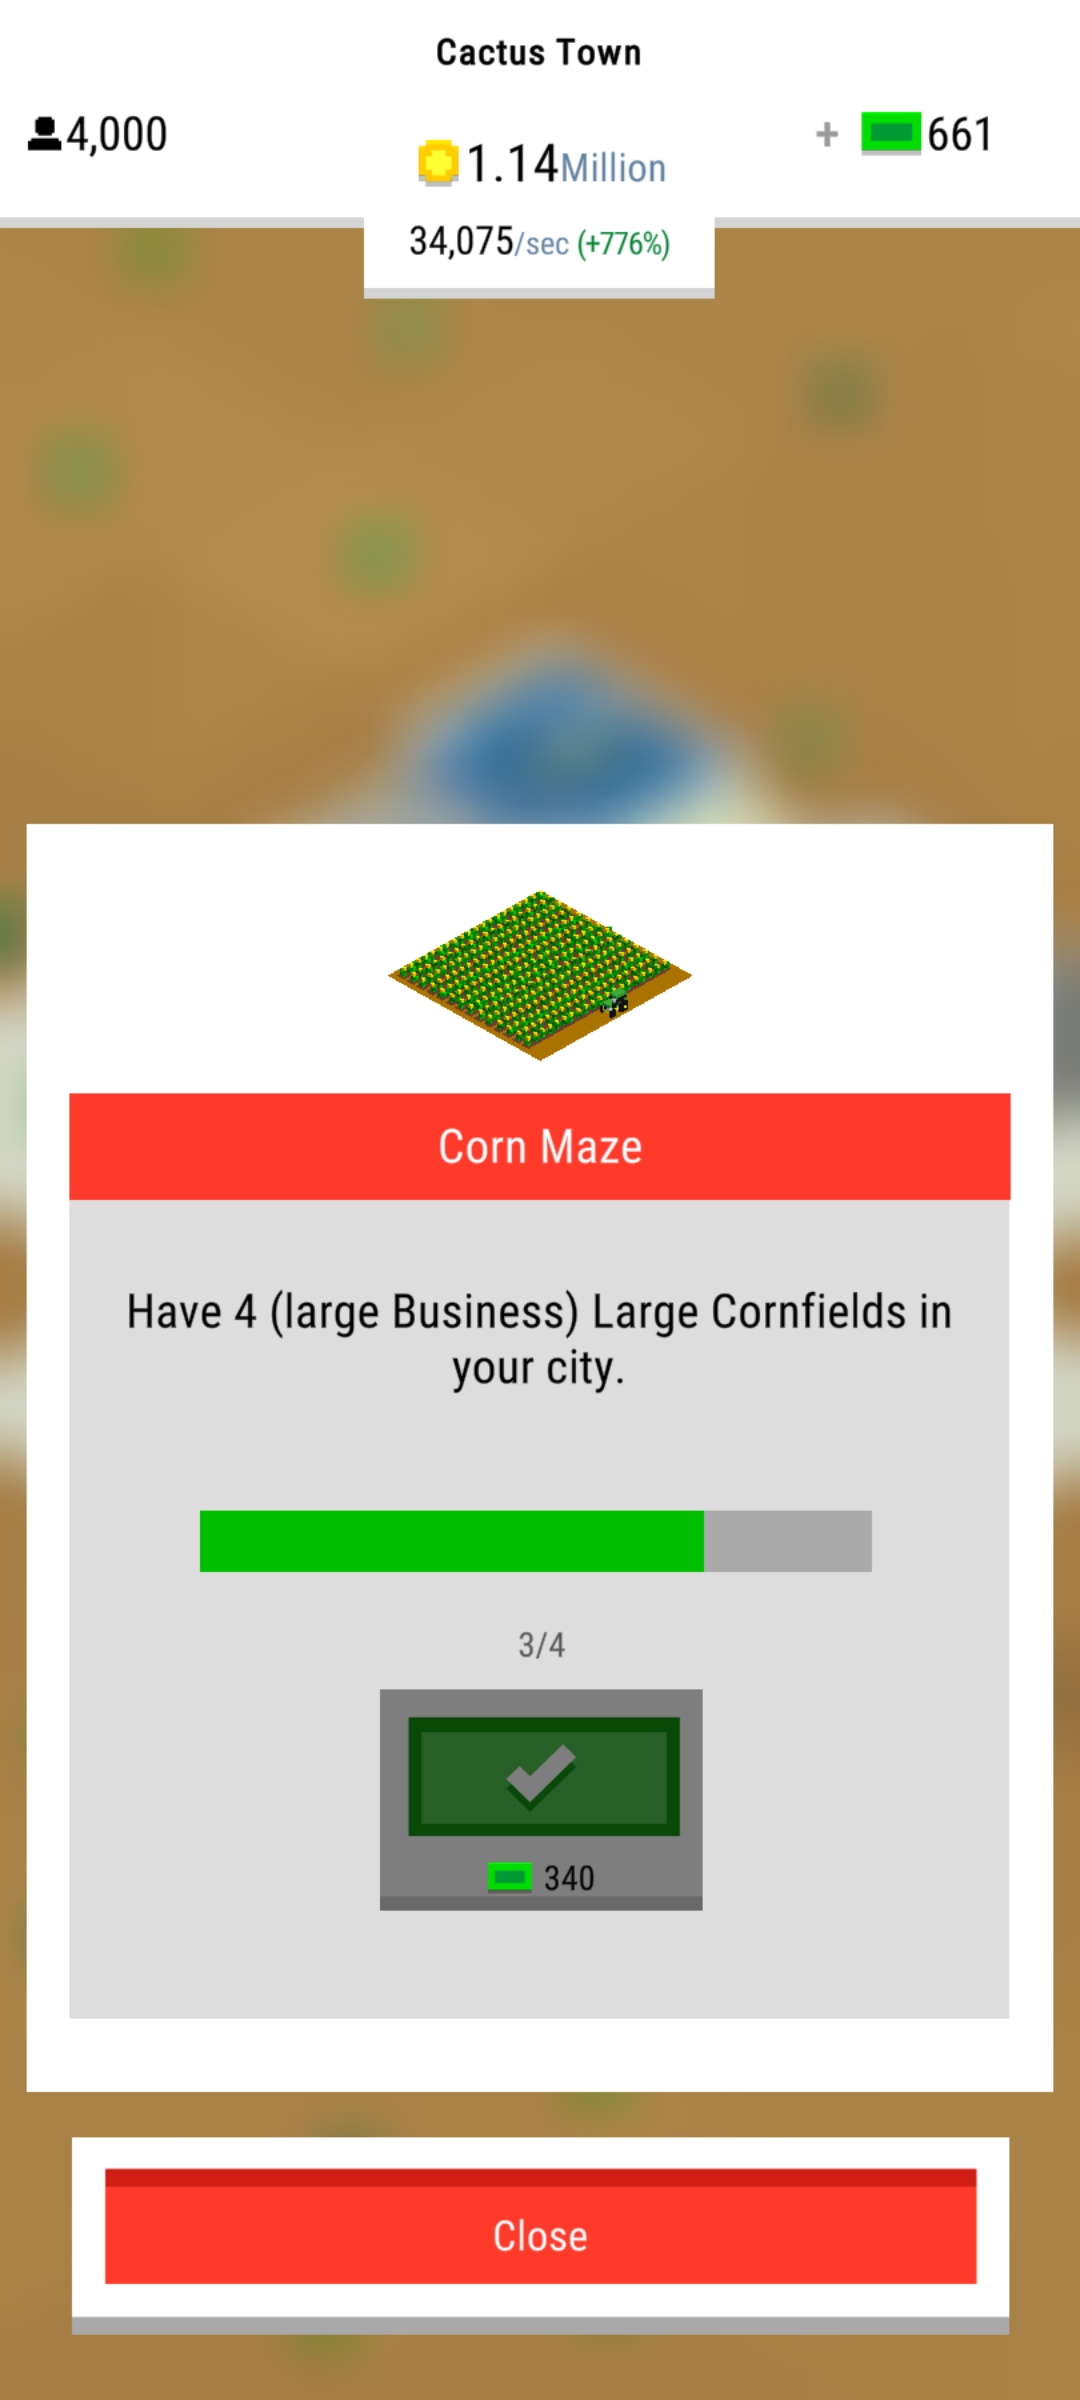 Cactus Town
4,000
1.14Million
+ 661
34,075/sec (+776%)
Corn Maze
Have 4 (large Business) Large Cornfields in
your city.
3/4
340
Close